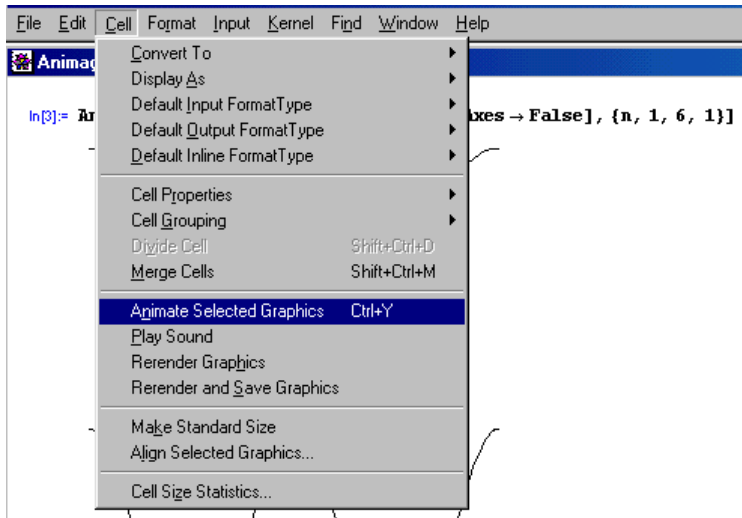 File Edit Cell Format Input Kernel Find Window Help
Animag
In[3]:= An xes → False], {n, 1, 6, 1}]
Convert To
Display As
Default Input FormatType
Default Output FormatType
Default Inline FormatType
Cell Properties
Cell Grouping
Divide Cell Shift+Ctrl+D
Merge Cells Shift+Ctrl+M
Animate Selected Graphics Ctrl+Y
Play Sound
Rerender Graphics
Rerender and Save Graphics
Make Standard Size
Align Selected Graphics...
Cell Size Statistics...